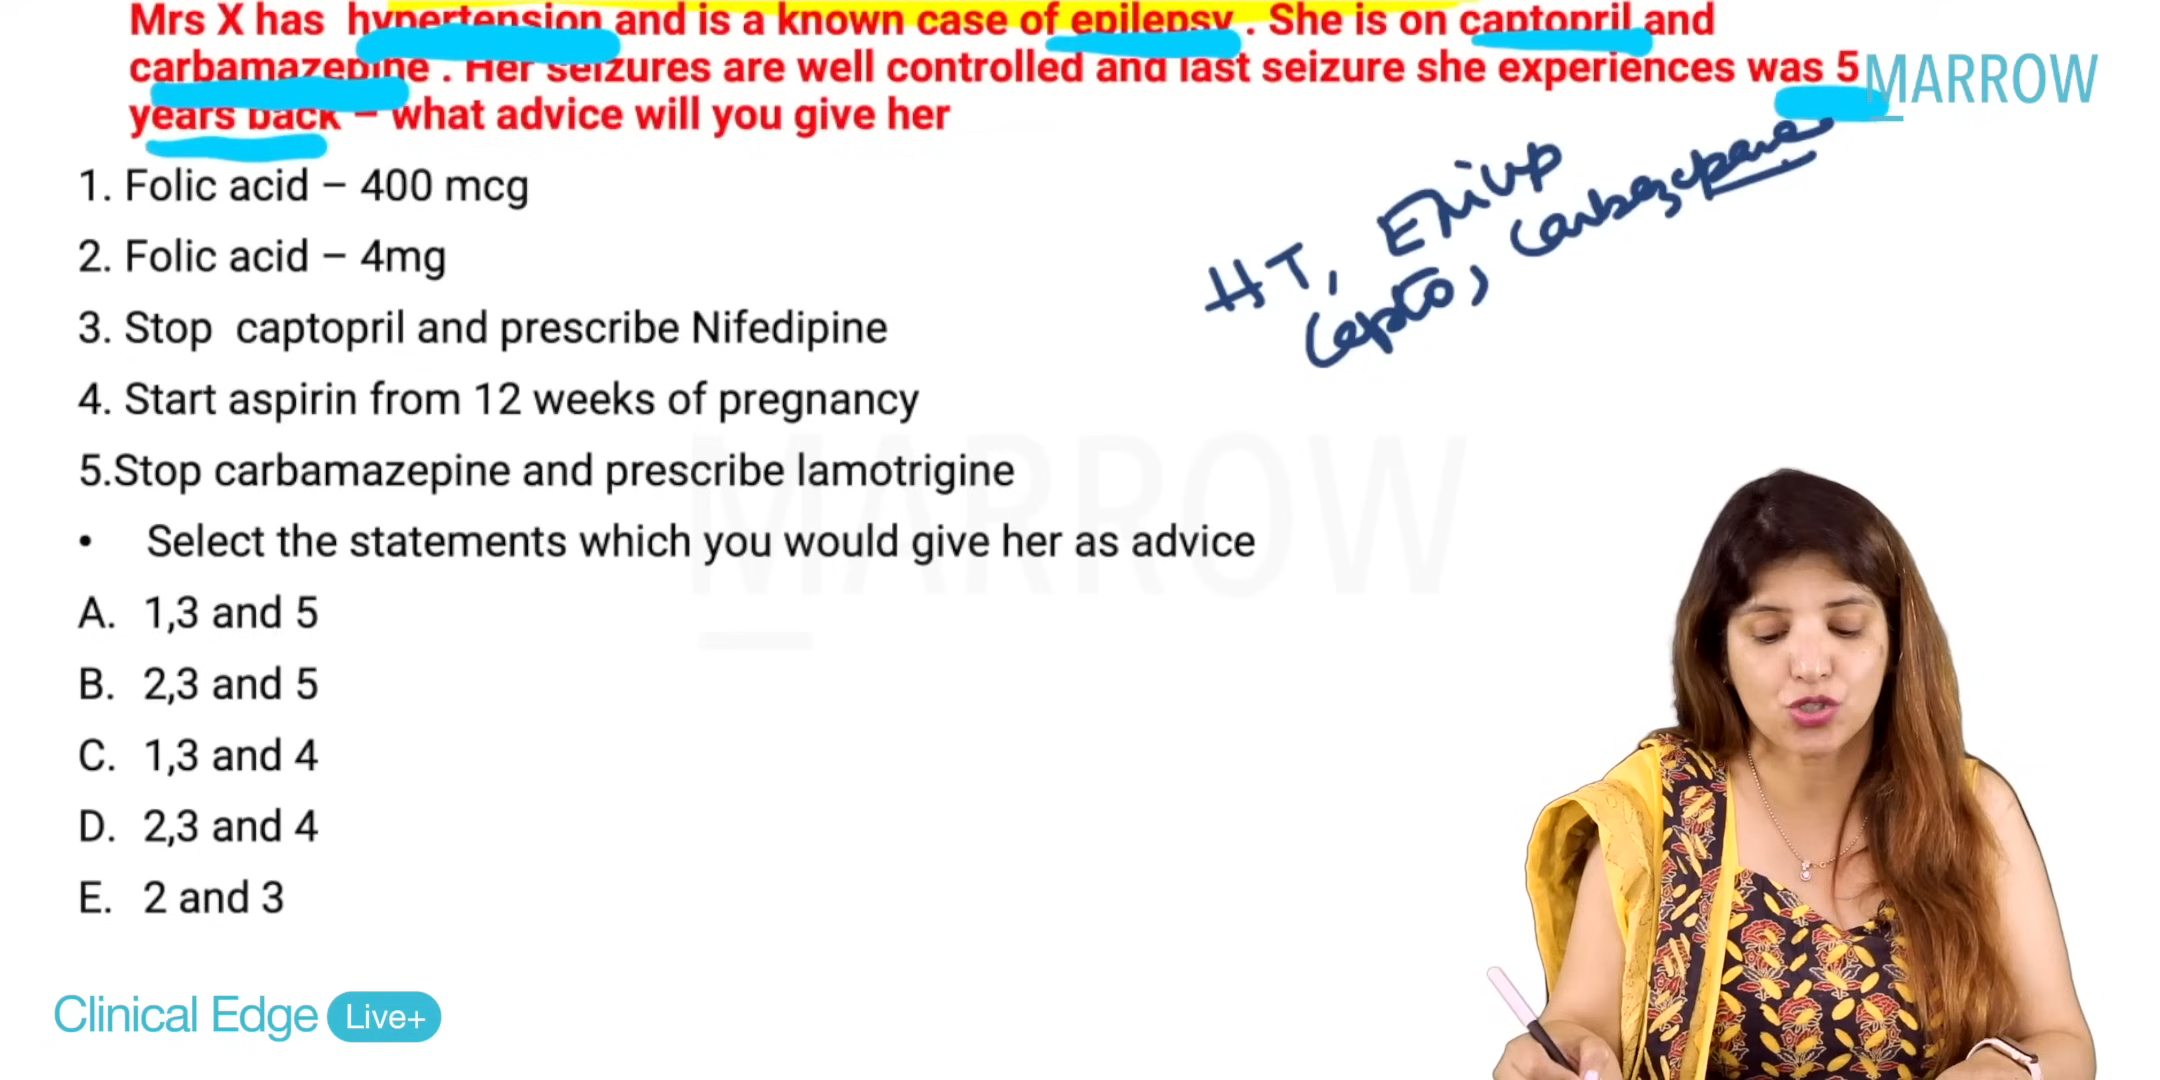 Mrs X has hypertension and is a known case of epilepsy . She is on captopril and
carbamazepine . Her seizures are well controlled and last seizure she experiences was 5
years back – what advice will you give her
MARROW
1. Folic acid – 400 mcg
2. Folic acid – 4mg
3. Stop captopril and prescribe Nifedipine
4. Start aspirin from 12 weeks of pregnancy
5.Stop carbamazepine and prescribe lamotrigine
• Select the statements which you would give her as advice
A. 1,3 and 5
B. 2,3 and 5
C. 1,3 and 4
D. 2,3 and 4
E. 2 and 3
HT,
Capto,
MARROW
Clinical Edge Live+